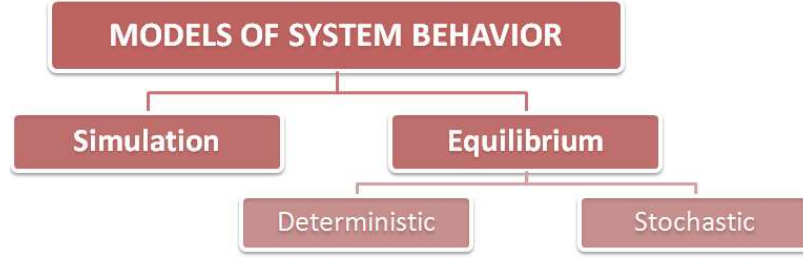 MODELS OF SYSTEM BEHAVIOR
Simulation
Equilibrium
Deterministic
Stochastic